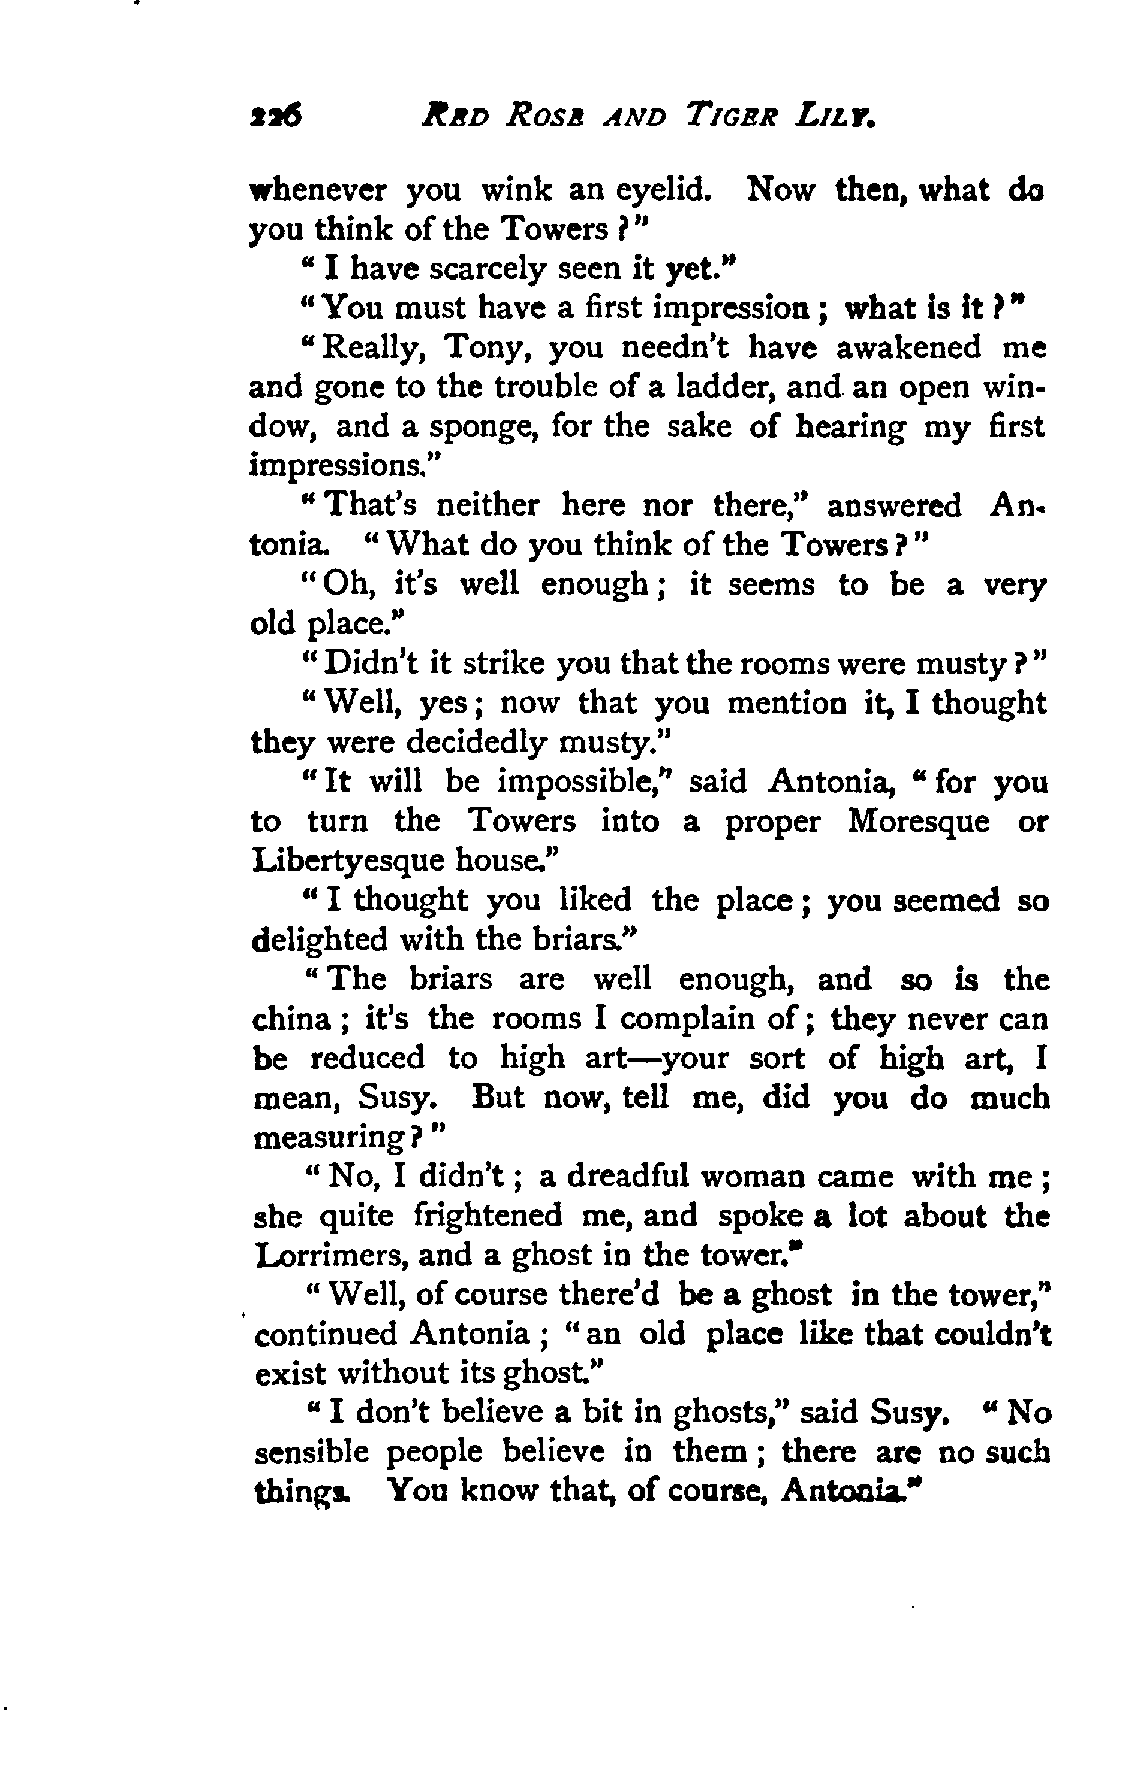 226 RED ROSE AND TIGER LILY.
whenever you wink an eyelid. Now then, what do
you think of the Towers?"
"I have scarcely seen it yet."
"You must have a first impression; what is it?"
"Really, Tony, you needn't have awakened me
and gone to the trouble of a ladder, and an open win-
dow, and a sponge, for the sake of hearing my first
impressions."
"That's neither here nor there," answered An-
tonia. "What do you think of the Towers?"
"Oh, it's well enough; it seems to be a very
old place."
"Didn't it strike you that the rooms were musty?"
"Well, yes; now that you mention it, I thought
they were decidedly musty."
"It will be impossible," said Antonia, "for you
to turn the Towers into a proper Moresque or
Libertyesque house."
"I thought you liked the place; you seemed so
delighted with the briars."
"The briars are well enough, and so is the
china; it's the rooms I complain of; they never can
be reduced to high art—your sort of high art, I
mean, Susy. But now, tell me, did you do much
measuring?"
"No, I didn't; a dreadful woman came with me;
she quite frightened me, and spoke a lot about the
Lorrimers, and a ghost in the tower."
"Well, of course there'd be a ghost in the tower,"
continued Antonia; "an old place like that couldn't
exist without its ghost."
"I don't believe a bit in ghosts," said Susy. "No
sensible people believe in them; there are no such
things. You know that, of course, Antonia."